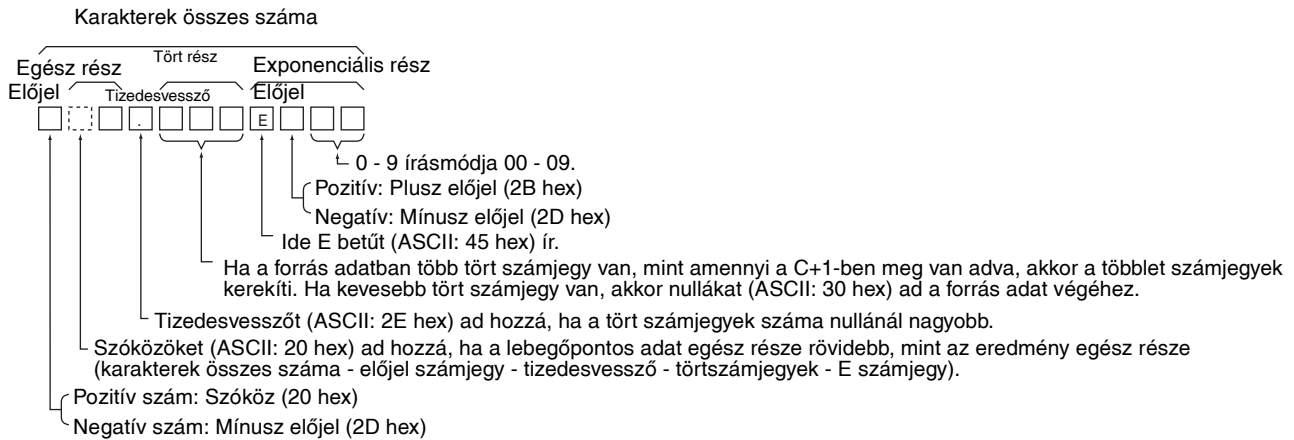 Karakterek összes száma
Tört rész
Egész rész
Exponenciális rész
Előjel
Tizedesvessző
Előjel
. E
0 - 9 írásmódja 00 - 09.
Pozitív: Plusz előjel (2B hex)
Negatív: Mínusz előjel (2D hex)
Ide E betűt (ASCII: 45 hex) ír.
Ha a forrás adatban több tört számjegy van, mint amennyi a C+1-ben meg van adva, akkor a többlet számjegyek
kerekíti. Ha kevesebb tört számjegy van, akkor nullákat (ASCII: 30 hex) ad a forrás adat végéhez.
Tizedesvesszőt (ASCII: 2E hex) ad hozzá, ha a tört számjegyek száma nullánál nagyobb.
Szóközöket (ASCII: 20 hex) ad hozzá, ha a lebegőpontos adat egész része rövidebb, mint az eredmény egész része
(karakterek összes száma - előjel számjegy - tizedesvessző - törtszámjegyek - E számjegy).
Pozitív szám: Szóköz (20 hex)
Negatív szám: Mínusz előjel (2D hex)